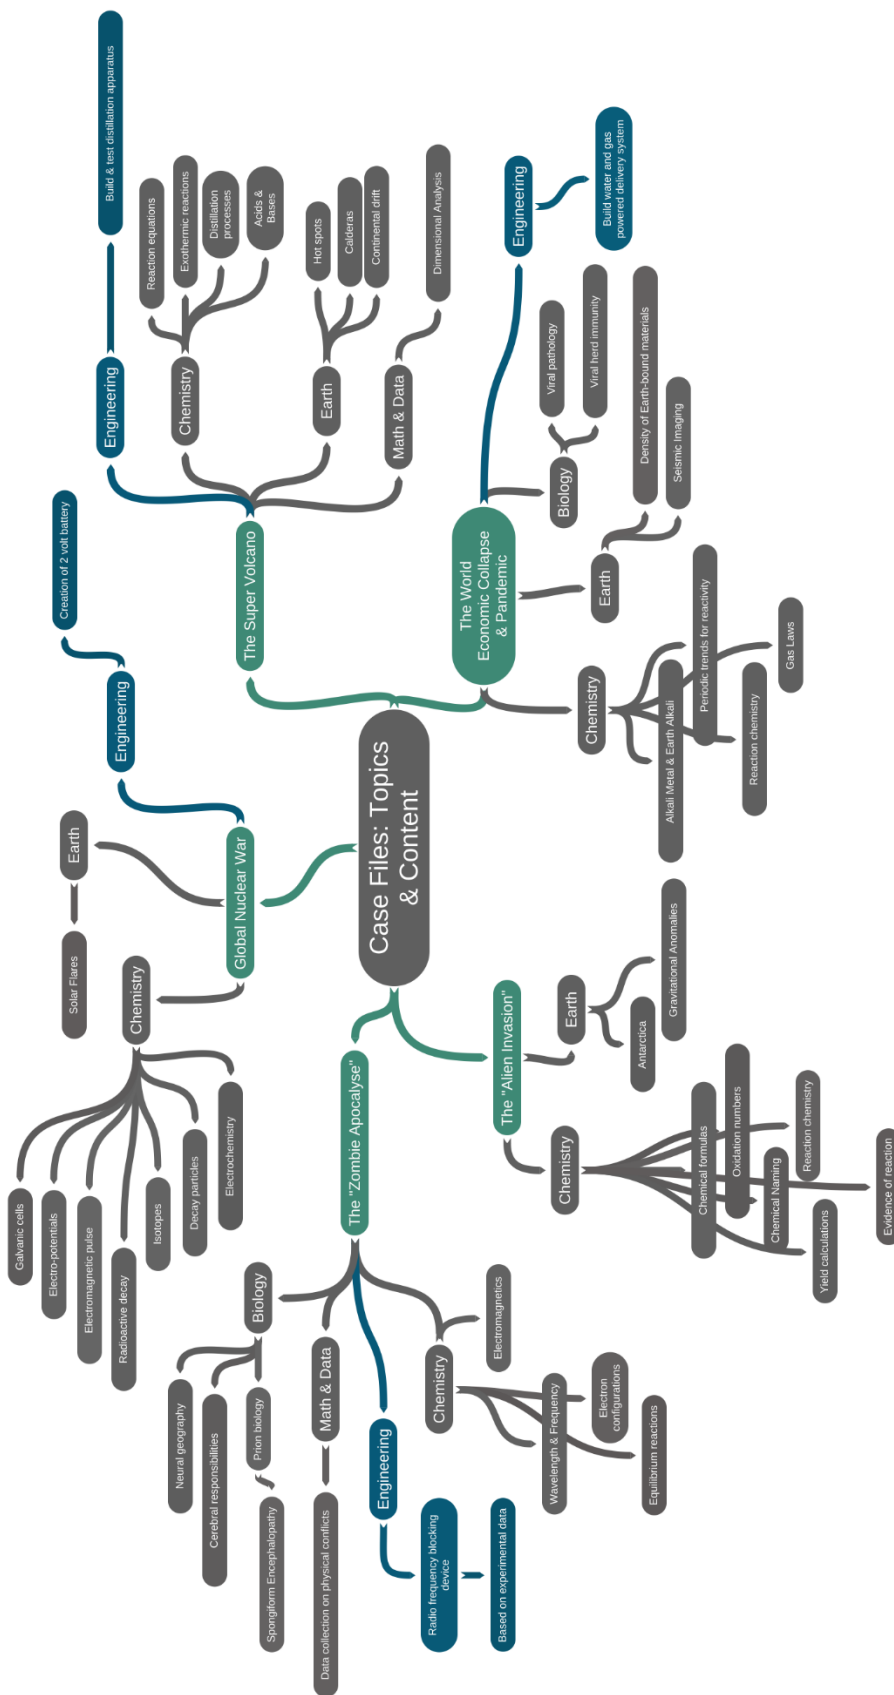 Case Files: Topics
& Content
Global Nuclear War
Engineering
Creation of 2 volt battery
Earth
Solar Flares
Chemistry
Galvanic cells
Electro-potentials
Electromagnetic pulse
Radioactive decay
Isotopes
Decay particles
Electrochemistry
The Super Volcano
Engineering
Build & test distillation apparatus
Chemistry
Reaction equations
Exothermic reactions
Distillation
processes
Acids &
Bases
Earth
Hot spots
Calderas
Continental drift
Math & Data
Dimensional Analysis
The World
Economic Collapse
& Pandemic
Engineering
Build water and gas
powered delivery system
Biology
Viral pathology
Viral herd immunity
Earth
Density of Earth-bound materials
Seismic Imaging
Chemistry
Alkali Metal & Earth Alkali
Periodic trends for reactivity
Reaction chemistry
Gas Laws
The "Zombie Apocalyse"
Biology
Neural geography
Cerebral responsibilities
Prion biology
Spongiform Encephalopathy
Math & Data
Data collection on physical conflicts
Engineering
Radio frequency blocking
device
Based on experimental data
Chemistry
Electromagnetics
Wavelength & Frequency
Electron
configurations
Equilibrium reactions
The "Alien Invasion"
Earth
Antarctica
Gravitational Anomalies
Chemistry
Chemical formulas
Oxidation numbers
Chemical Naming
Reaction chemistry
Yield calculations
Evidence of reaction